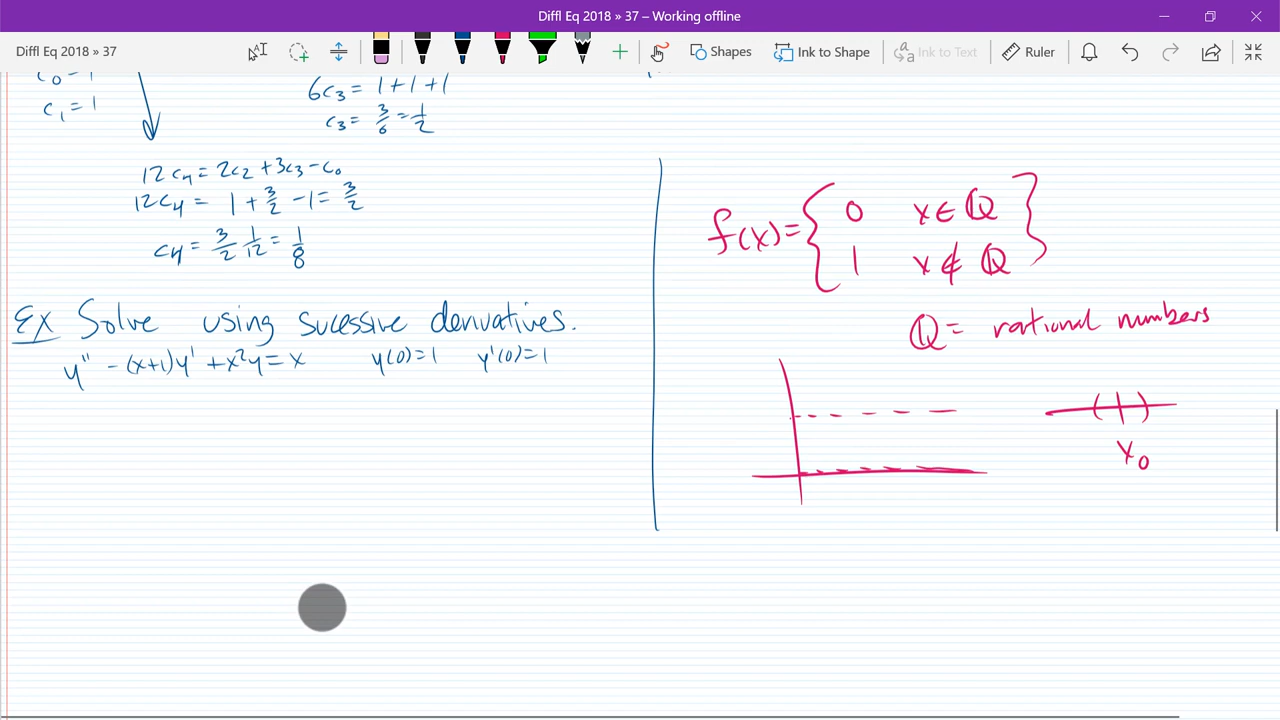 Diffl Eq 2018 » 37 – Working offline
Diffl Eq 2018 » 37
Shapes
Ink to Shape
Ink to Text
Ruler
c₁ = 1
6c₃ = 1+1+1
c₃ = 3/6 = 1/2
12c₄ = 2c₂ + 3c₃ - c₀
12c₄ = 1 + 3/2 - 1 = 3/2
c₄ = 3/2 1/12 = 1/8
EX Solve using sucessive derivatives.
y'' - (x+1)y' + x²y = x y(0)=1 y'(0)=1
f(x) = { 0 x ∈ ℚ
1 x ∉ ℚ }
ℚ = rational numbers
x₀